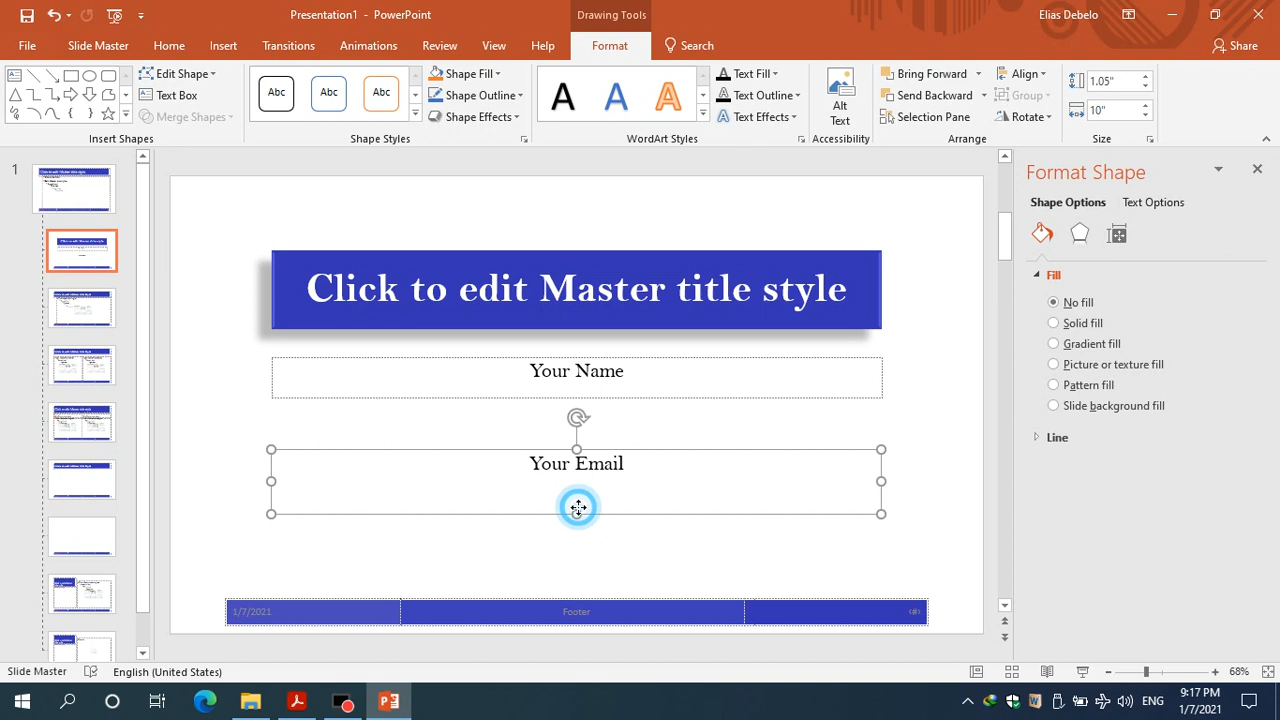 Presentation1 - PowerPoint
Drawing Tools
Elias Debelo
File
Slide Master
Home
Insert
Transitions
Animations
Review
View
Help
Format
Search
Share
Edit Shape
Text Box
Merge Shapes
Insert Shapes
Abc
Abc
Abc
Shape Fill
Shape Outline
Shape Effects
Shape Styles
A
A
A
Text Fill
Text Outline
Text Effects
WordArt Styles
Alt
Text
Accessibility
Bring Forward
Send Backward
Selection Pane
Align
Group
Rotate
Arrange
1.05"
10"
Size
1
Click to edit Master title style
Your Name
Your Email
1/7/2021
Footer
‹#›
Format Shape
Shape Options
Text Options
Fill
No fill
Solid fill
Gradient fill
Picture or texture fill
Pattern fill
Slide background fill
Line
Slide Master
English (United States)
68%
ENG
9:17 PM
1/7/2021